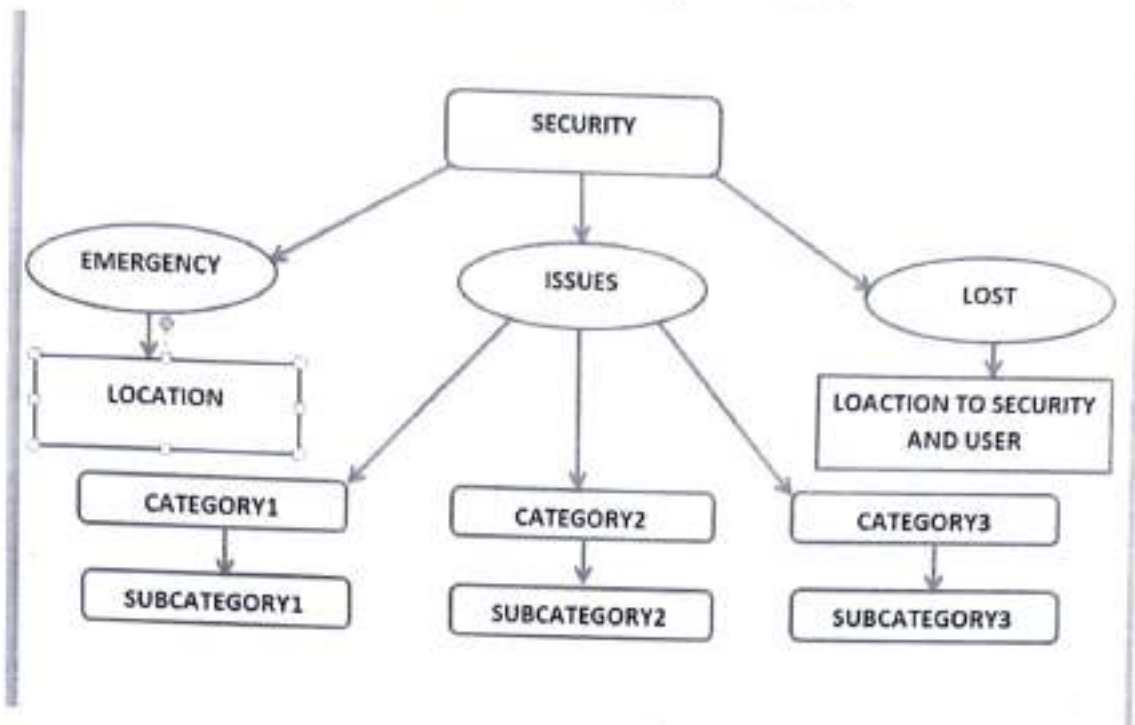 SECURITY
EMERGENCY
ISSUES
LOST
LOCATION
LOACTION TO SECURITY
AND USER
CATEGORY1
CATEGORY2
CATEGORY3
SUBCATEGORY1
SUBCATEGORY2
SUBCATEGORY3